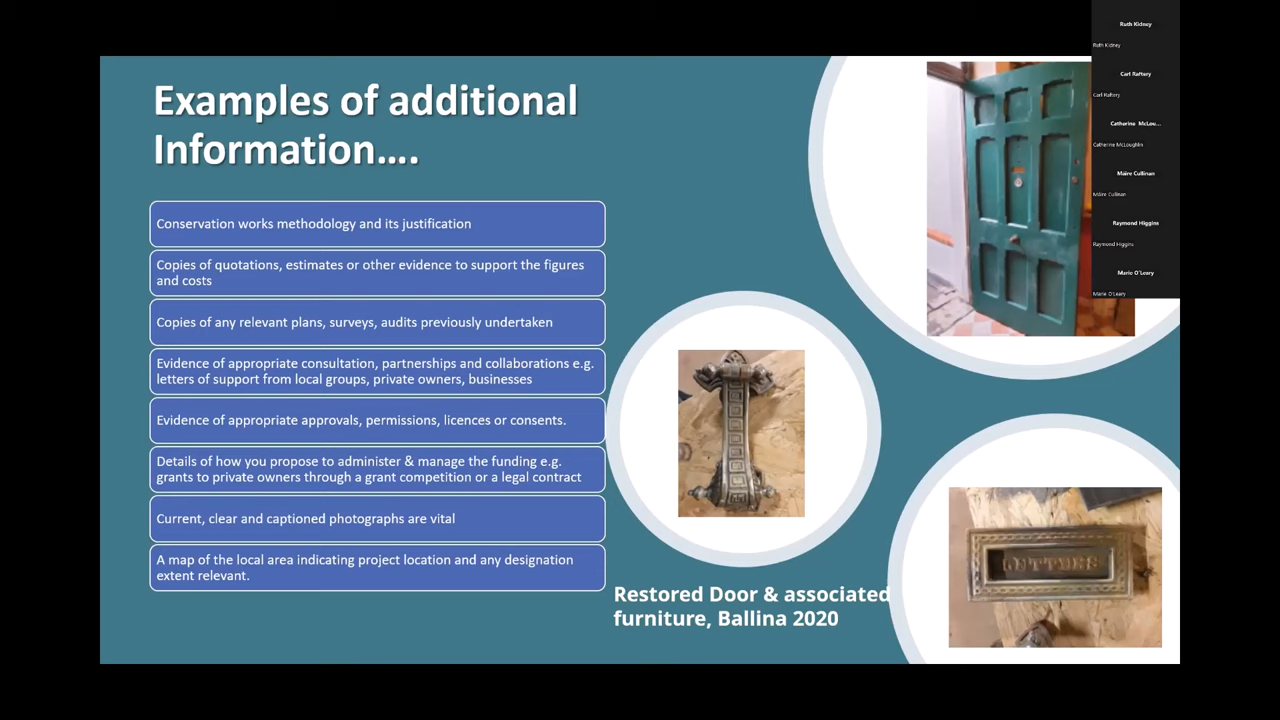 Examples of additional
Information….
Conservation works methodology and its justification
Copies of quotations, estimates or other evidence to support the figures
and costs
Copies of any relevant plans, surveys, audits previously undertaken
Evidence of appropriate consultation, partnerships and collaborations e.g.
letters of support from local groups, private owners, businesses
Evidence of appropriate approvals, permissions, licences or consents.
Details of how you propose to administer & manage the funding e.g.
grants to private owners through a grant competition or a legal contract
Current, clear and captioned photographs are vital
A map of the local area indicating project location and any designation
extent relevant.
Restored Door & associated
furniture, Ballina 2020
LETTERS
Ruth Kidney
Ruth Kidney
Carl Raftery
Carl Raftery
Catherine McLou...
Catherine McLoughlin
Máire Cullinan
Máire Cullinan
Raymond Higgins
Raymond Higgins
Marie O'Leary
Marie O'Leary